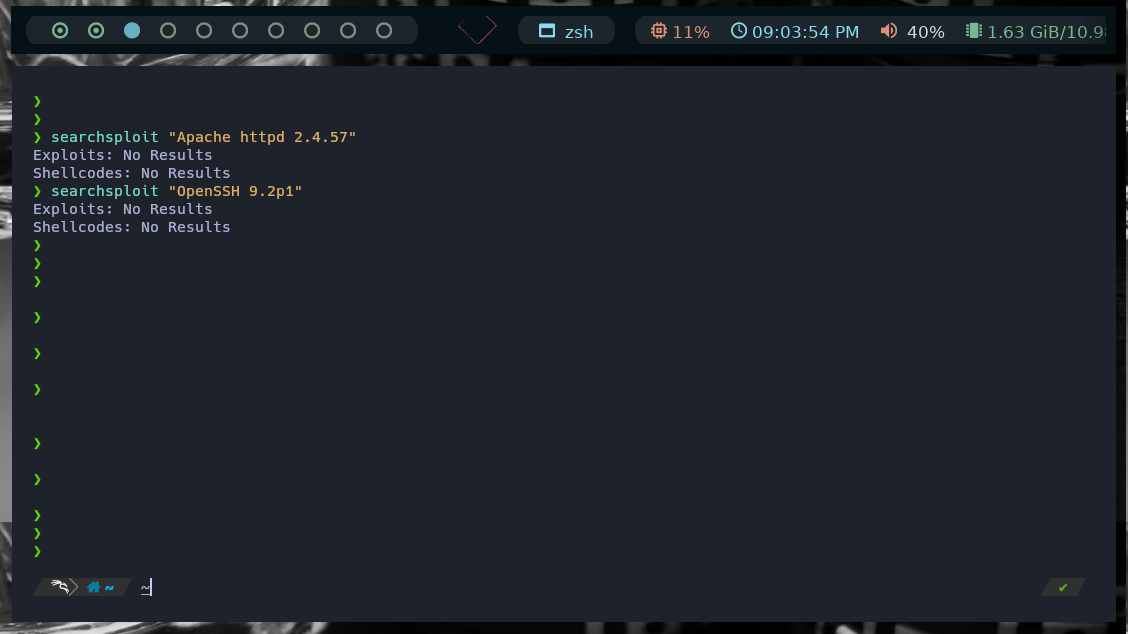 zsh 11% 09:03:54 PM 40% 1.63 GiB/10.9
❯
❯
❯ searchsploit "Apache httpd 2.4.57"
Exploits: No Results
Shellcodes: No Results
❯ searchsploit "OpenSSH 9.2p1"
Exploits: No Results
Shellcodes: No Results
❯
❯
❯
❯
❯
❯
❯
❯
❯
❯
❯
~ ~